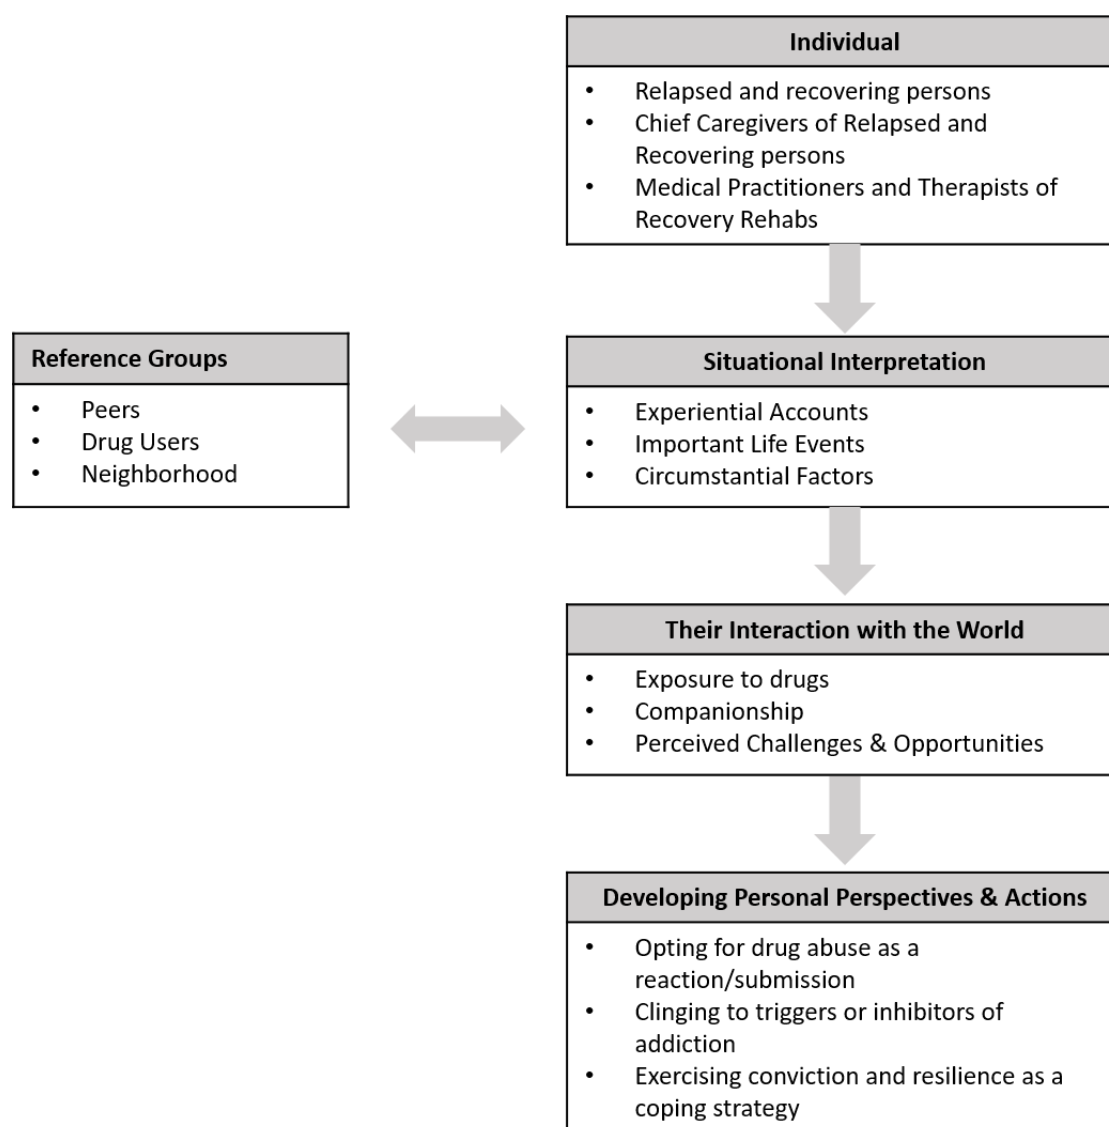 Individual
• Relapsed and recovering persons
• Chief Caregivers of Relapsed and
Recovering persons
• Medical Practitioners and Therapists of
Recovery Rehabs
Reference Groups
• Peers
• Drug Users
• Neighborhood
Situational Interpretation
• Experiential Accounts
• Important Life Events
• Circumstantial Factors
Their Interaction with the World
• Exposure to drugs
• Companionship
• Perceived Challenges & Opportunities
Developing Personal Perspectives & Actions
• Opting for drug abuse as a
reaction/submission
• Clinging to triggers or inhibitors of
addiction
• Exercising conviction and resilience as a
coping strategy